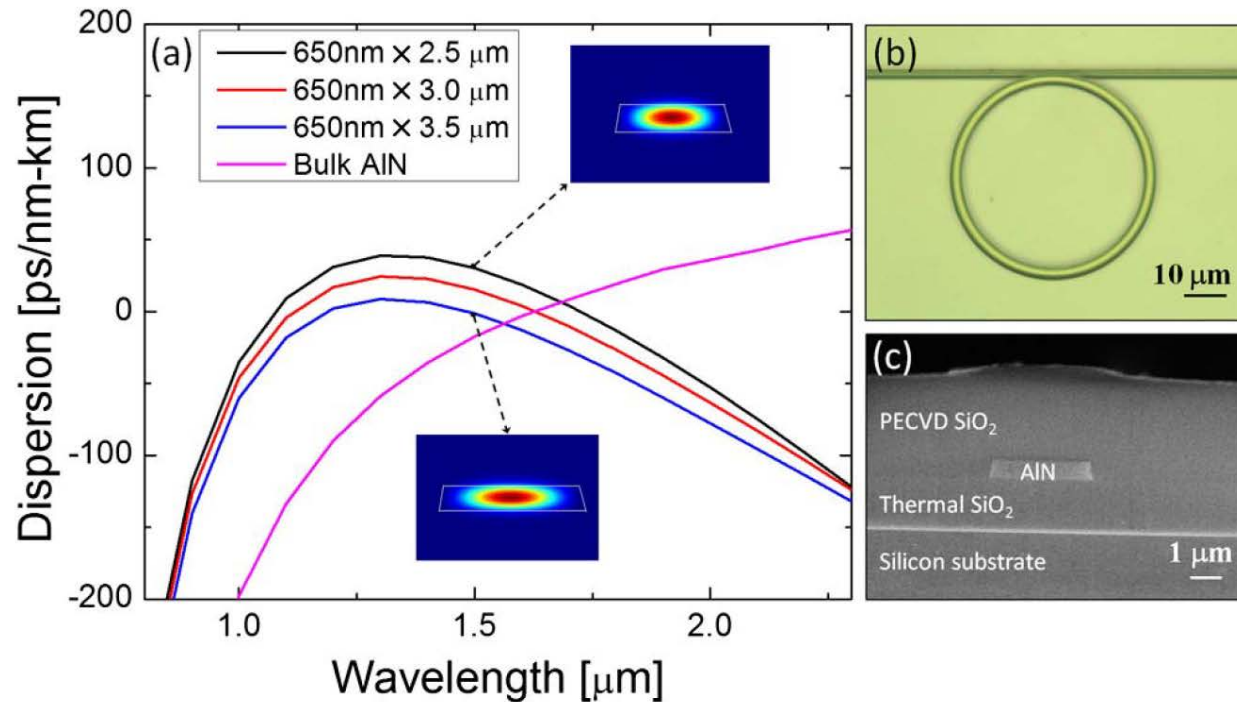 (a)
650nm × 2.5 μm
650nm × 3.0 μm
650nm × 3.5 μm
Bulk AlN
200
100
0
-100
-200
Dispersion [ps/nm-km]
1.0
1.5
2.0
Wavelength [μm]
(b)
10 μm
(c)
PECVD SiO₂
AlN
Thermal SiO₂
1 μm
Silicon substrate